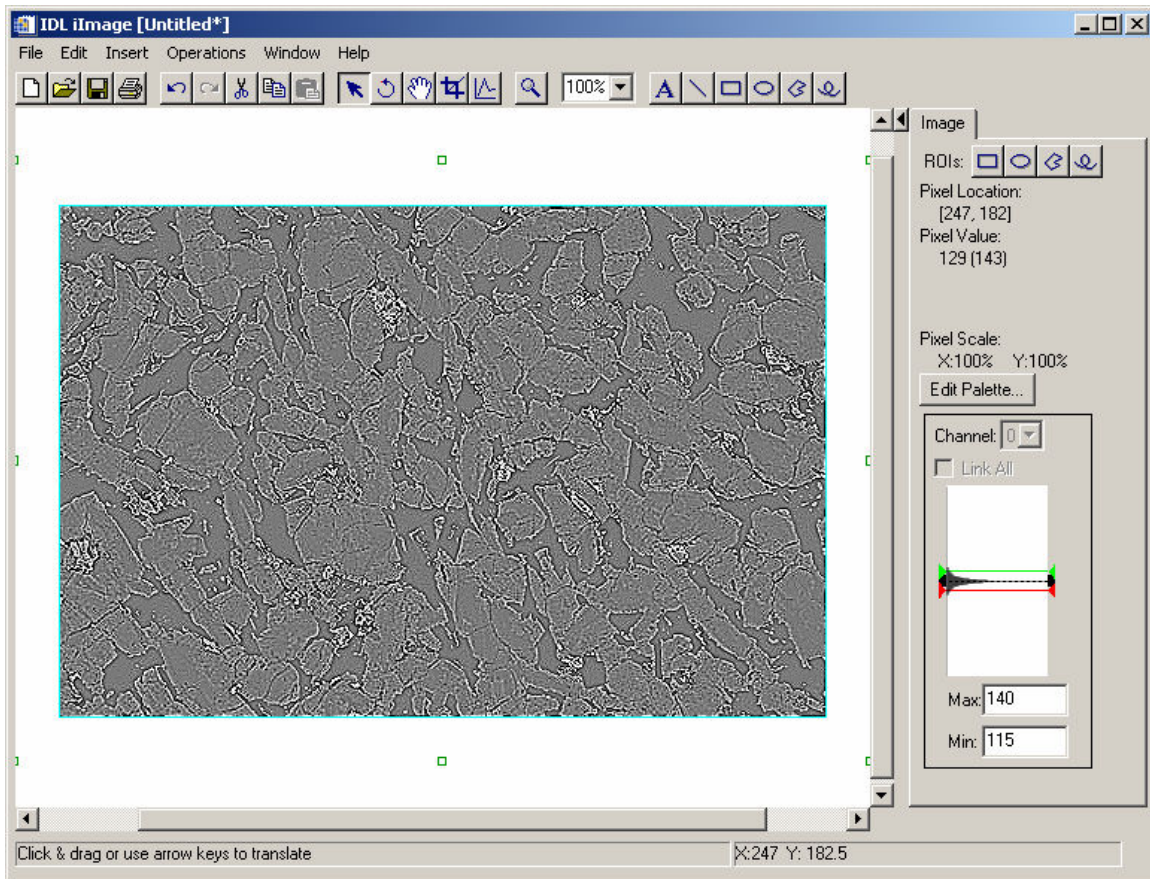 IDL iImage [Untitled*]
File Edit Insert Operations Window Help
100% A
Image
ROIs:
Pixel Location:
[247, 182]
Pixel Value:
129 (143)
Pixel Scale:
X:100% Y:100%
Edit Palette...
Channel: 0
Link All
Max: 140
Min: 115
Click & drag or use arrow keys to translate X:247 Y: 182.5